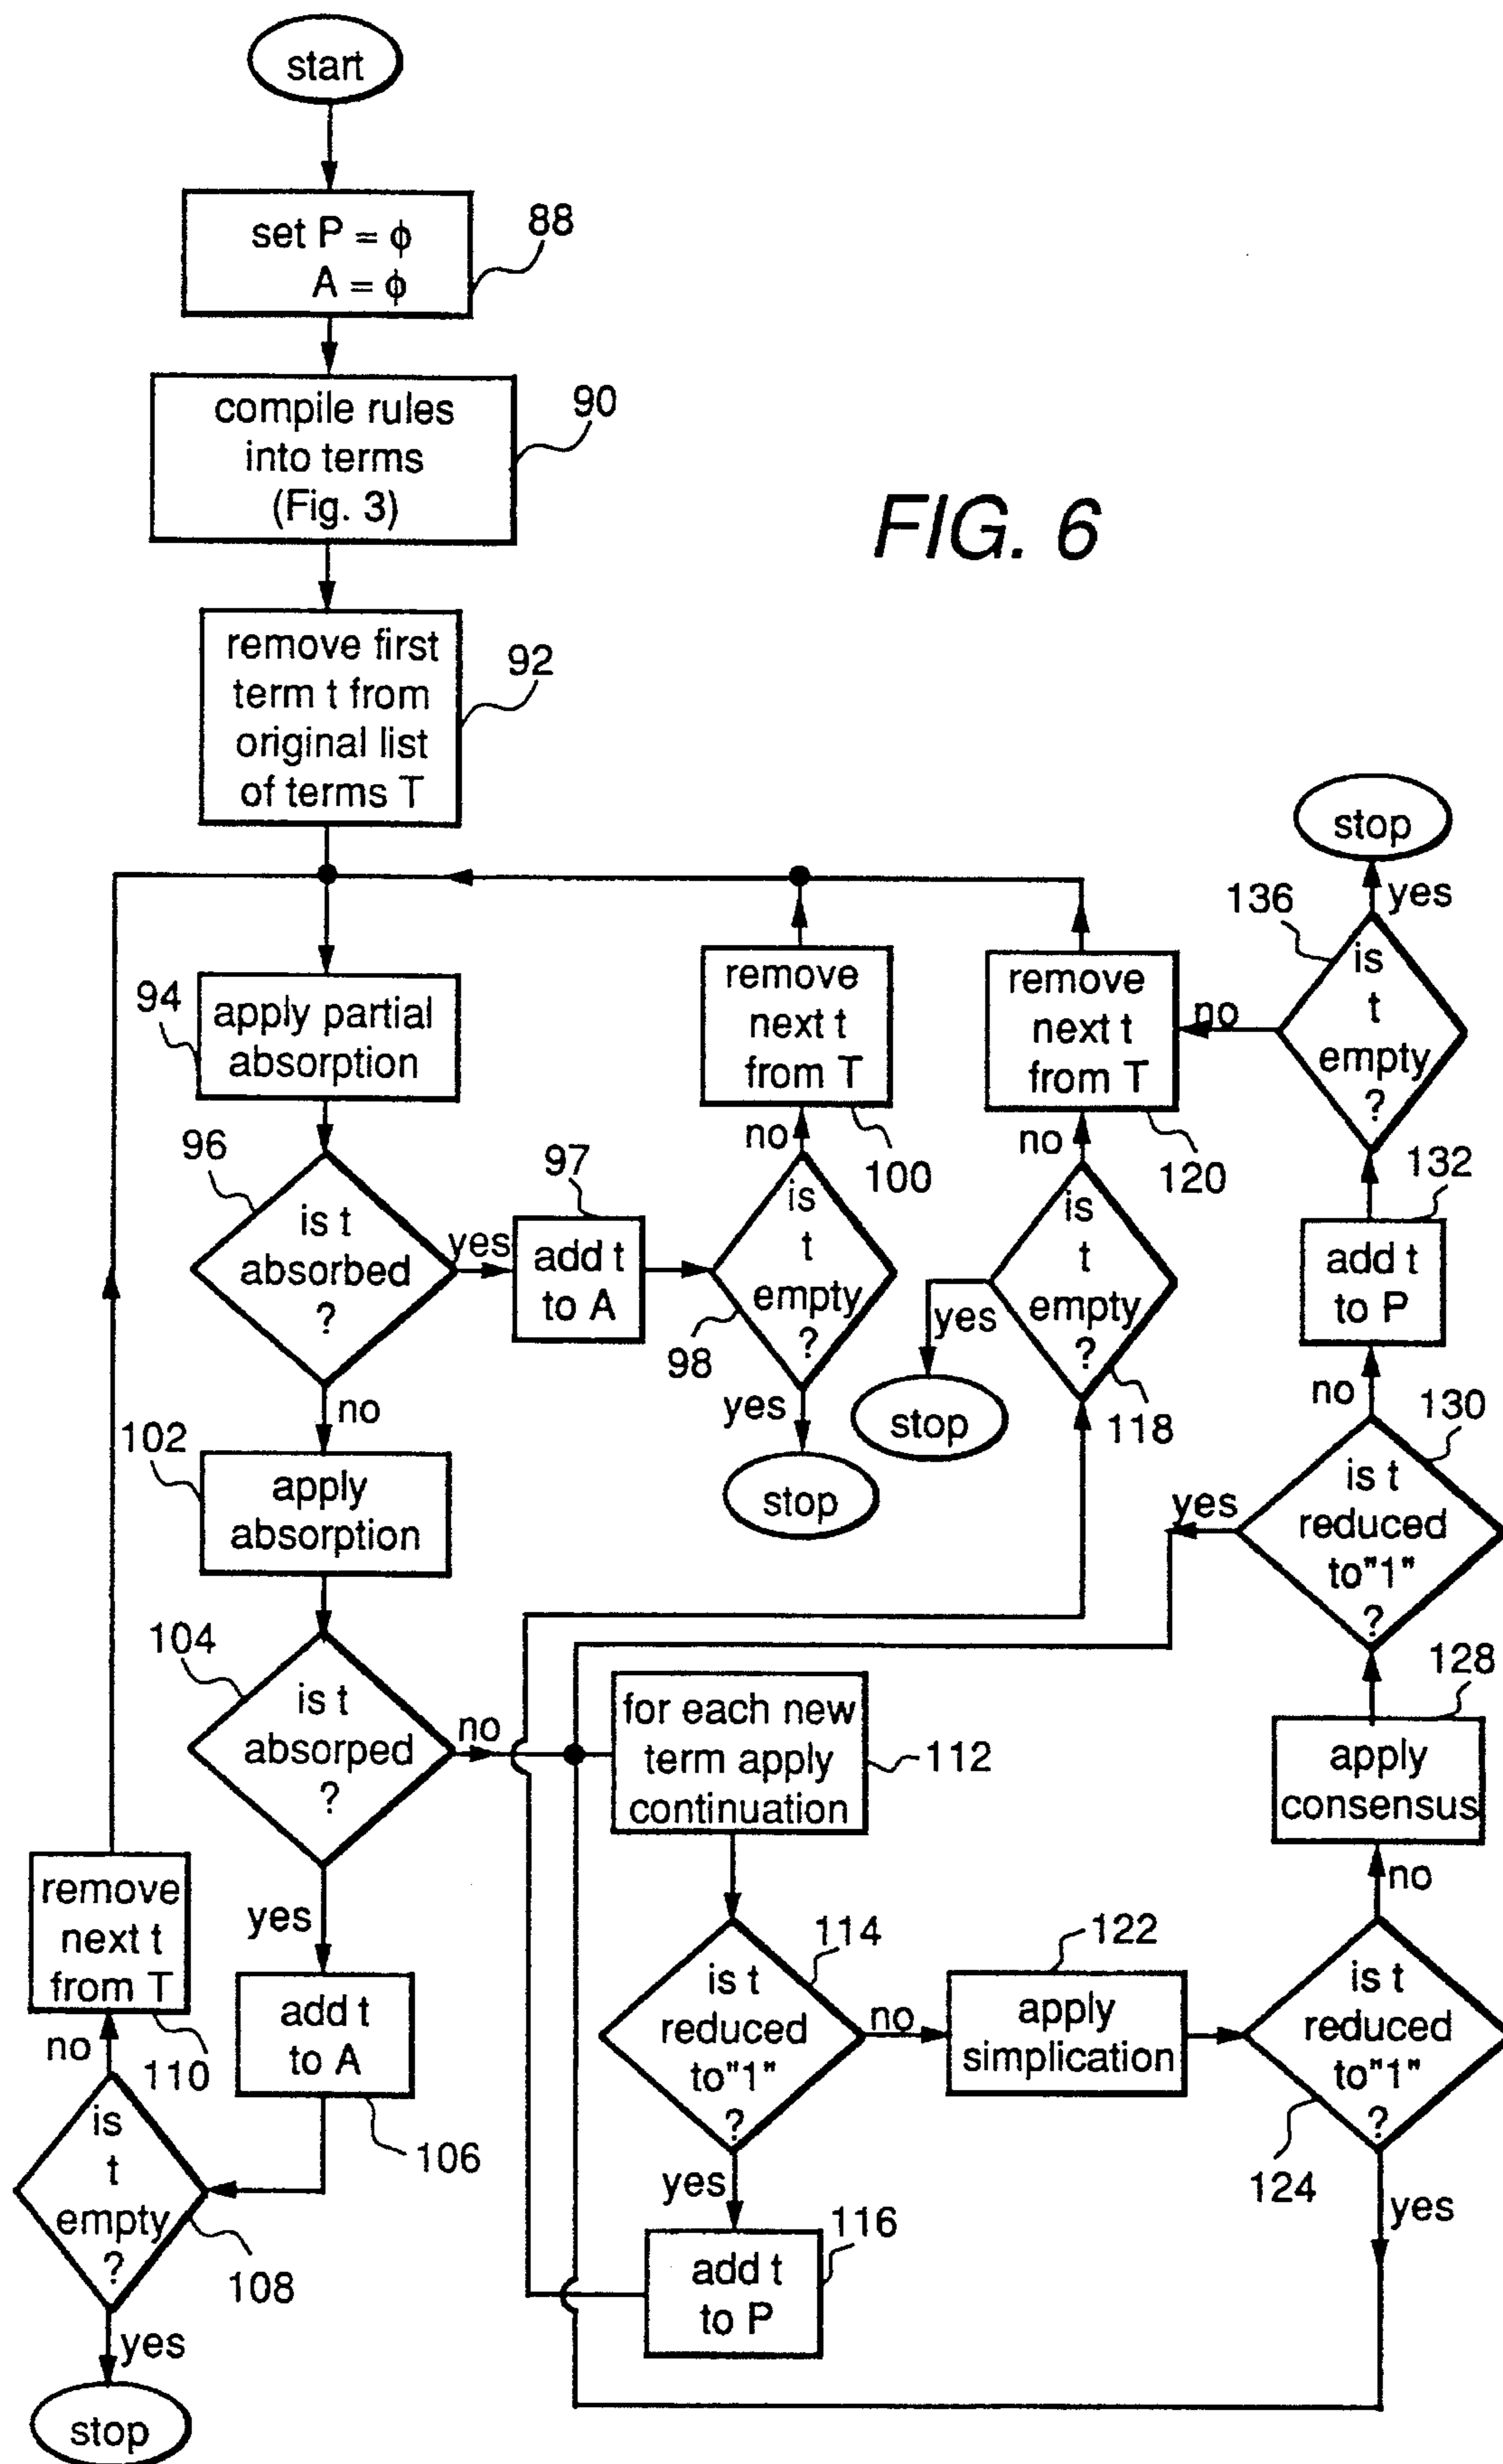 start
set P = ϕ
A = ϕ
88
compile rules
into terms
(Fig. 3)
90
FIG. 6
remove first
term t from
original list
of terms T
92
stop
yes
136
is
t
empty
?
no
94
apply partial
absorption
remove
next t
from T
no
100
remove
next t
from T
no
120
96
is t
absorbed
?
yes
97
add t
to A
is
t
empty
?
98
yes
stop
is
t
empty
?
yes
stop
118
132
add t
to P
no
130
is t
reduced
to"1"
?
yes
no
102
apply
absorption
104
is t
absorped
?
no
for each new
term apply
continuation
112
128
apply
consensus
no
yes
remove
next t
from T
no
110
add t
to A
106
is
t
empty
?
108
yes
stop
114
is t
reduced
to"1"
?
no
122
apply
simplication
is t
reduced
to"1"
?
124
yes
yes
116
add t
to P